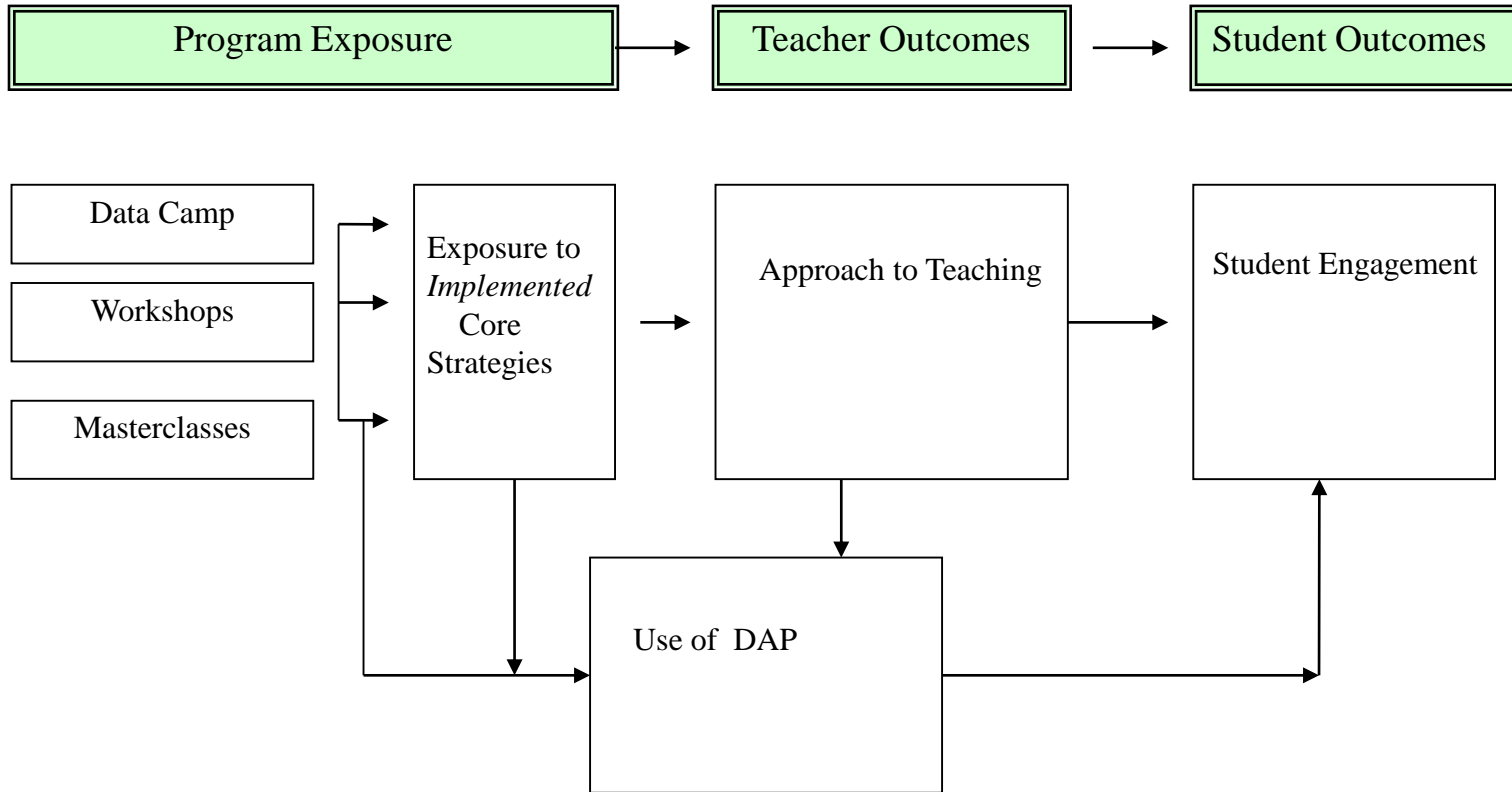 Program Exposure
Teacher Outcomes
Student Outcomes
Data Camp
Workshops
Masterclasses
Exposure to
Implemented
Core
Strategies
Approach to Teaching
Student Engagement
Use of  DAP